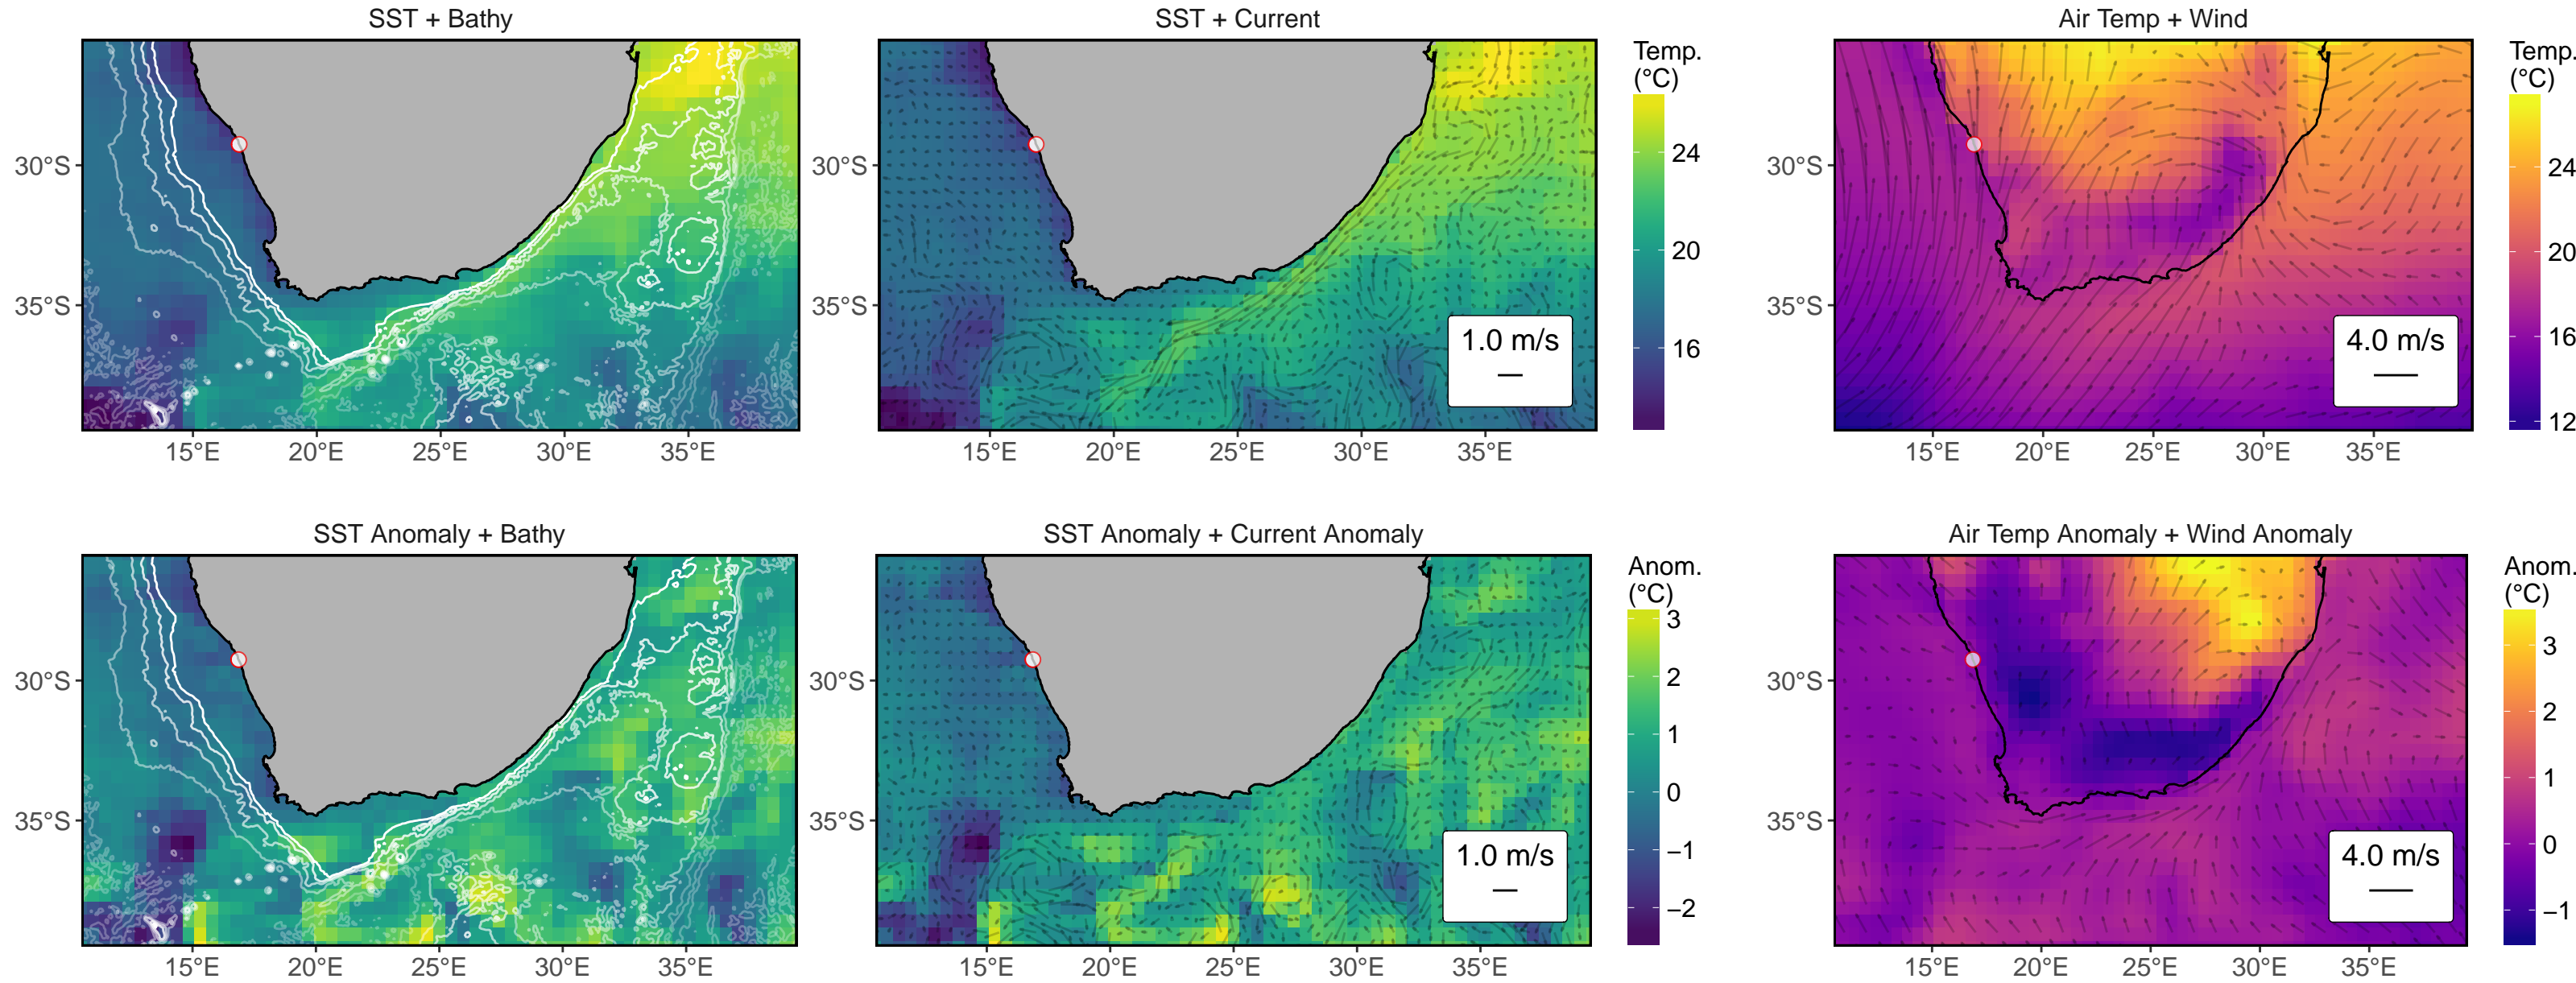 SST + Bathy
30°S
35°S
15°E 20°E 25°E 30°E 35°E
SST + Current
30°S
35°S
15°E 20°E 25°E 30°E 35°E
1.0 m/s
Temp.
(°C)
24
20
16
Air Temp + Wind
30°S
35°S
15°E 20°E 25°E 30°E 35°E
4.0 m/s
Temp.
(°C)
24
20
16
12
SST Anomaly + Bathy
30°S
35°S
15°E 20°E 25°E 30°E 35°E
SST Anomaly + Current Anomaly
30°S
35°S
15°E 20°E 25°E 30°E 35°E
1.0 m/s
Anom.
(°C)
3
2
1
0
−1
−2
Air Temp Anomaly + Wind Anomaly
30°S
35°S
15°E 20°E 25°E 30°E 35°E
4.0 m/s
Anom.
(°C)
3
2
1
0
−1